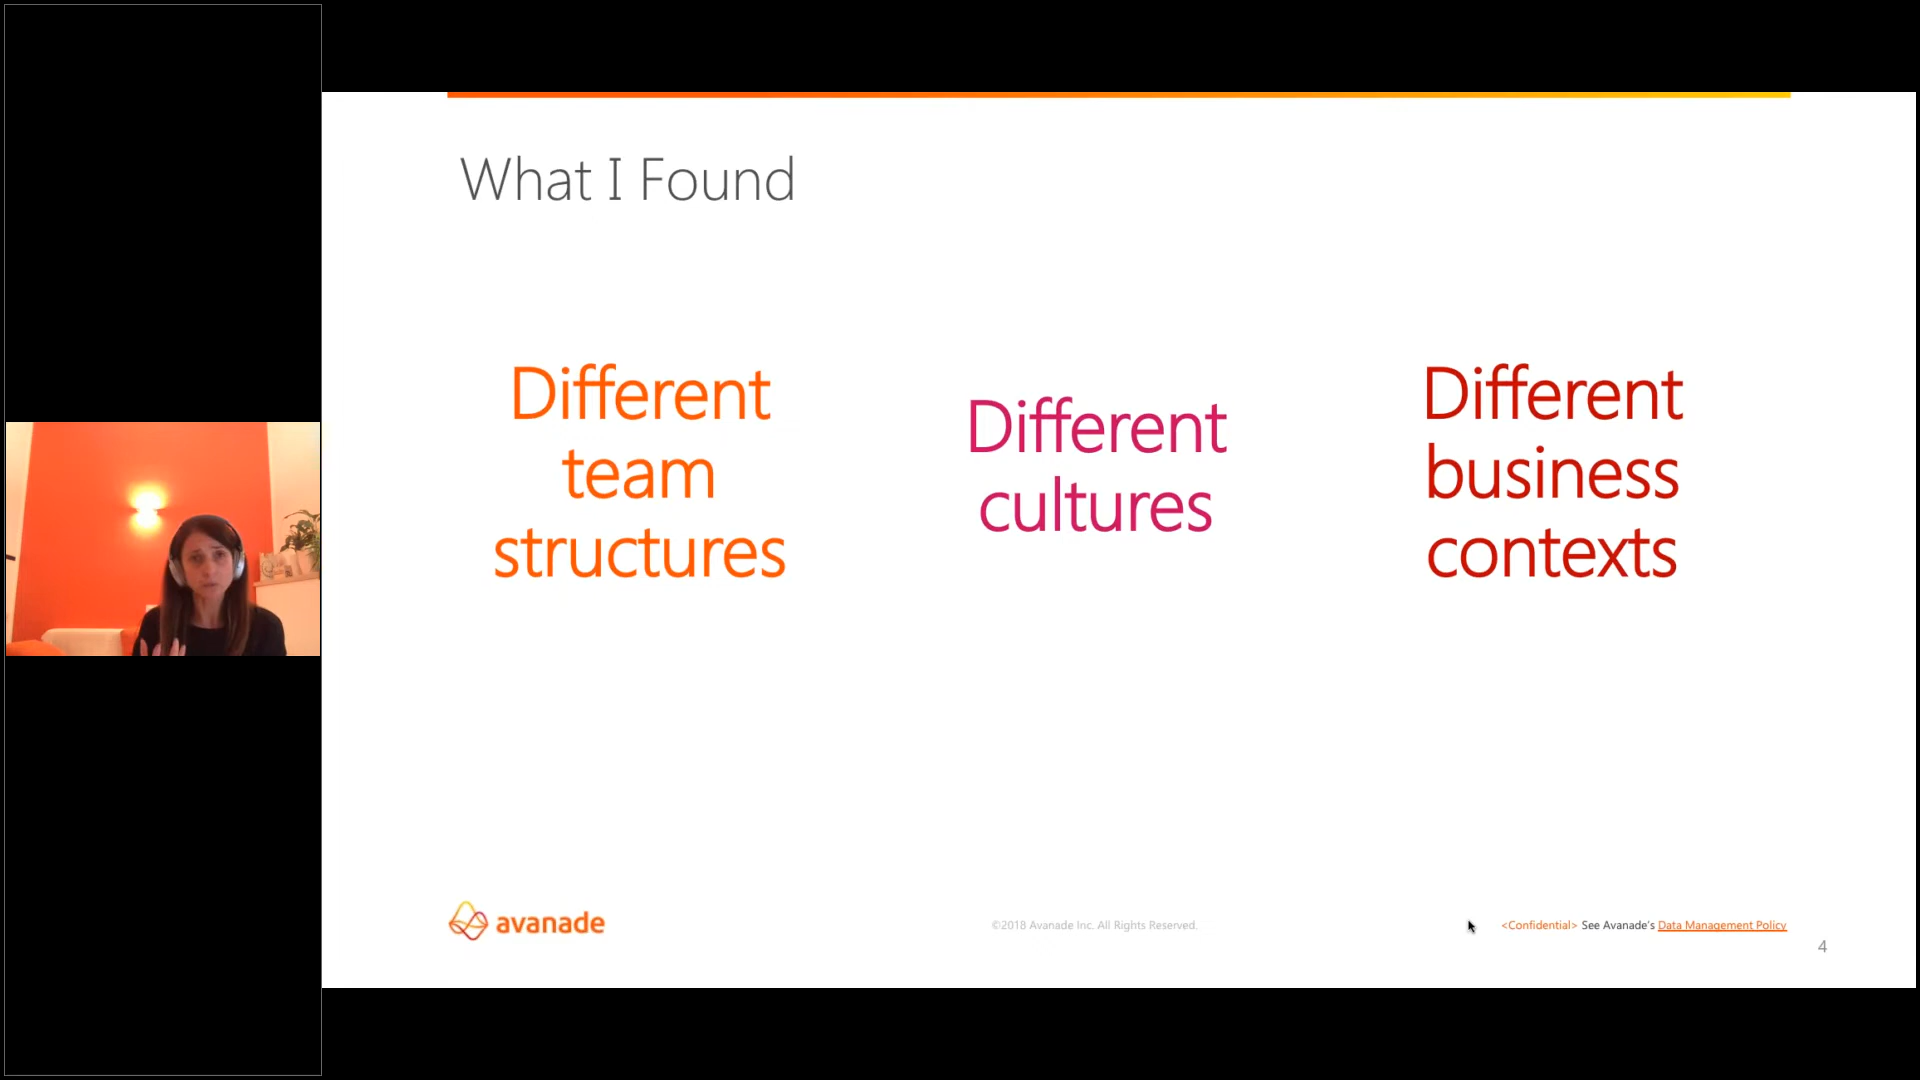 What I Found
Different
team
structures
Different
cultures
Different
business
contexts
avanade
©2018 Avanade Inc. All Rights Reserved.
<Confidential> See Avanade's Data Management Policy
4